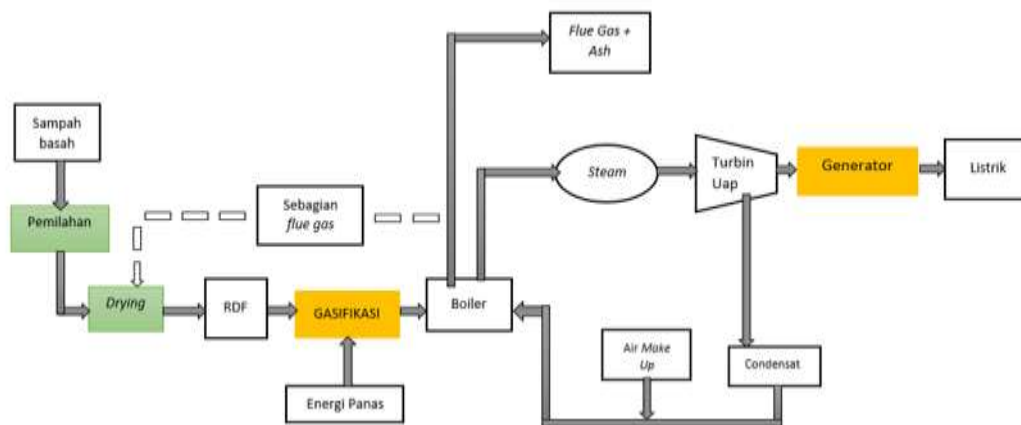 Flue Gas +
Ash
Sampah
basah
Steam
Turbin
Uap
Generator
Listrik
Sebagian
flue gas
Pemilahan
Drying
RDF
GASIFIKASI
Boiler
Air Make
Up
Condensat
Energi Panas